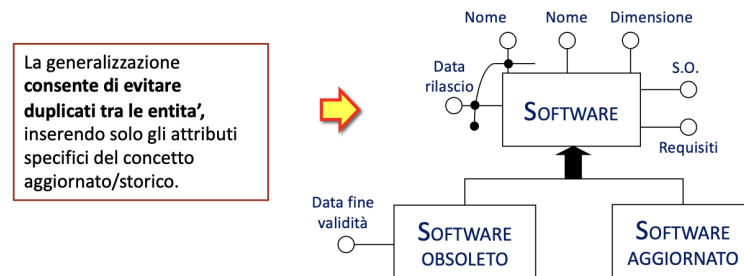 La generalizzazione
consente di evitare
duplicati tra le entita’,
inserendo solo gli attributi
specifici del concetto
aggiornato/storico.
Nome
Nome
Dimensione
Data
rilascio
S.O.
SOFTWARE
Requisiti
Data fine
validità
SOFTWARE
OBSOLETO
SOFTWARE
AGGIORNATO